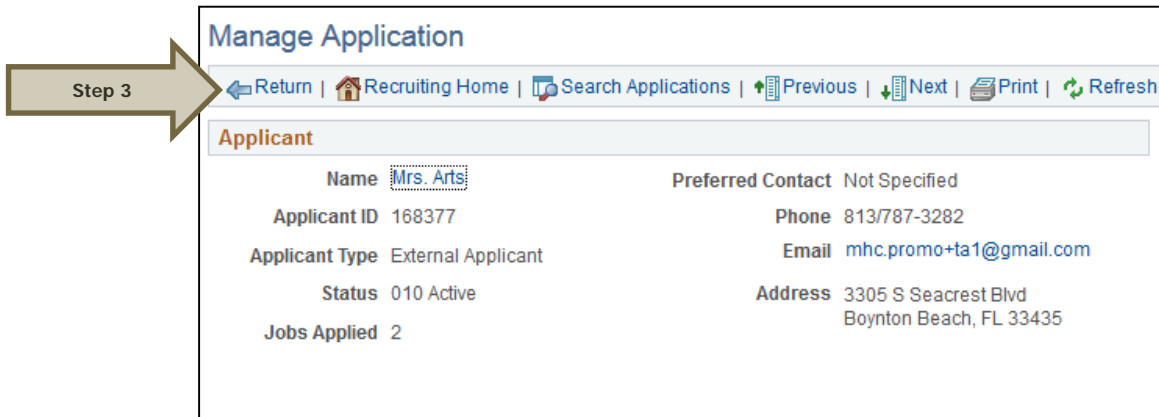 Manage Application
Step 3
Return | Recruiting Home | Search Applications | Previous | Next | Print | Refresh
Applicant
Name Mrs. Arts Preferred Contact Not Specified
Applicant ID 168377 Phone 813/787-3282
Applicant Type External Applicant Email mhc.promo+ta1@gmail.com
Status 010 Active Address 3305 S Seacrest Blvd
Boynton Beach, FL 33435
Jobs Applied 2